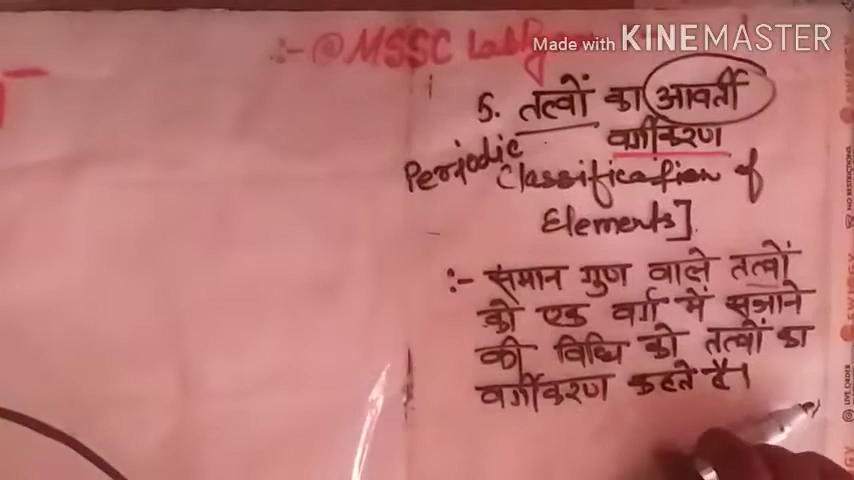 :- @MSSC
Made with KINEMASTER
5. तत्वों का आवर्ती
वर्गीकरण
Periodic Classification of
Elements]
:- समान गुण वाले तत्वों
को एक वर्ग में सजाने
की विधि को तत्वों का
वर्गीकरण कहते है।